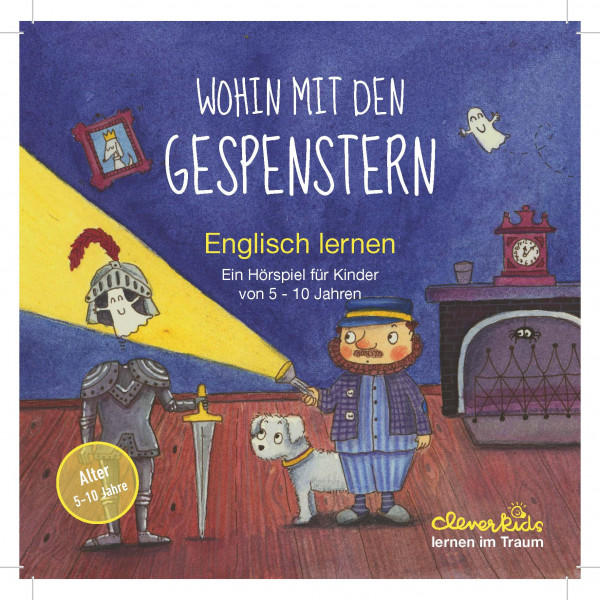 WOHIN MIT DEN
GESPENSTERN
Englisch lernen
Ein Hörspiel für Kinder
von 5 - 10 Jahren
Alter
5-10 Jahre
cleverkids
lernen im Traum